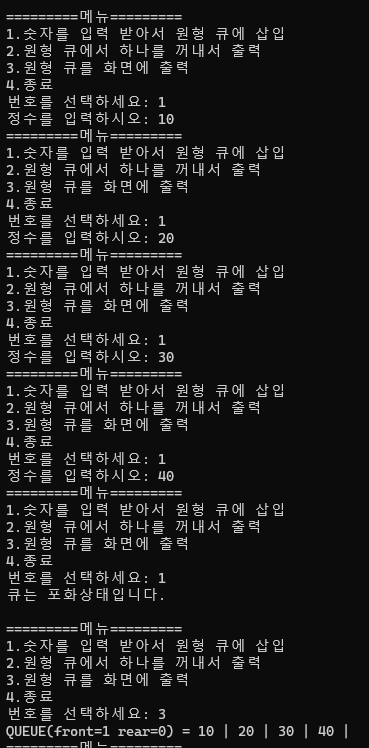 =========메뉴=========
1.숫자를 입력 받아서 원형 큐에 삽입
2.원형 큐에서 하나를 꺼내서 출력
3.원형 큐를 화면에 출력
4.종료
번호를 선택하세요: 1
정수를 입력하시오: 10
=========메뉴=========
1.숫자를 입력 받아서 원형 큐에 삽입
2.원형 큐에서 하나를 꺼내서 출력
3.원형 큐를 화면에 출력
4.종료
번호를 선택하세요: 1
정수를 입력하시오: 20
=========메뉴=========
1.숫자를 입력 받아서 원형 큐에 삽입
2.원형 큐에서 하나를 꺼내서 출력
3.원형 큐를 화면에 출력
4.종료
번호를 선택하세요: 1
정수를 입력하시오: 30
=========메뉴=========
1.숫자를 입력 받아서 원형 큐에 삽입
2.원형 큐에서 하나를 꺼내서 출력
3.원형 큐를 화면에 출력
4.종료
번호를 선택하세요: 1
정수를 입력하시오: 40
=========메뉴=========
1.숫자를 입력 받아서 원형 큐에 삽입
2.원형 큐에서 하나를 꺼내서 출력
3.원형 큐를 화면에 출력
4.종료
번호를 선택하세요: 1
큐는 포화상태입니다.
=========메뉴=========
1.숫자를 입력 받아서 원형 큐에 삽입
2.원형 큐에서 하나를 꺼내서 출력
3.원형 큐를 화면에 출력
4.종료
번호를 선택하세요: 3
QUEUE(front=1 rear=0) = 10 | 20 | 30 | 40 |
=========메뉴=========